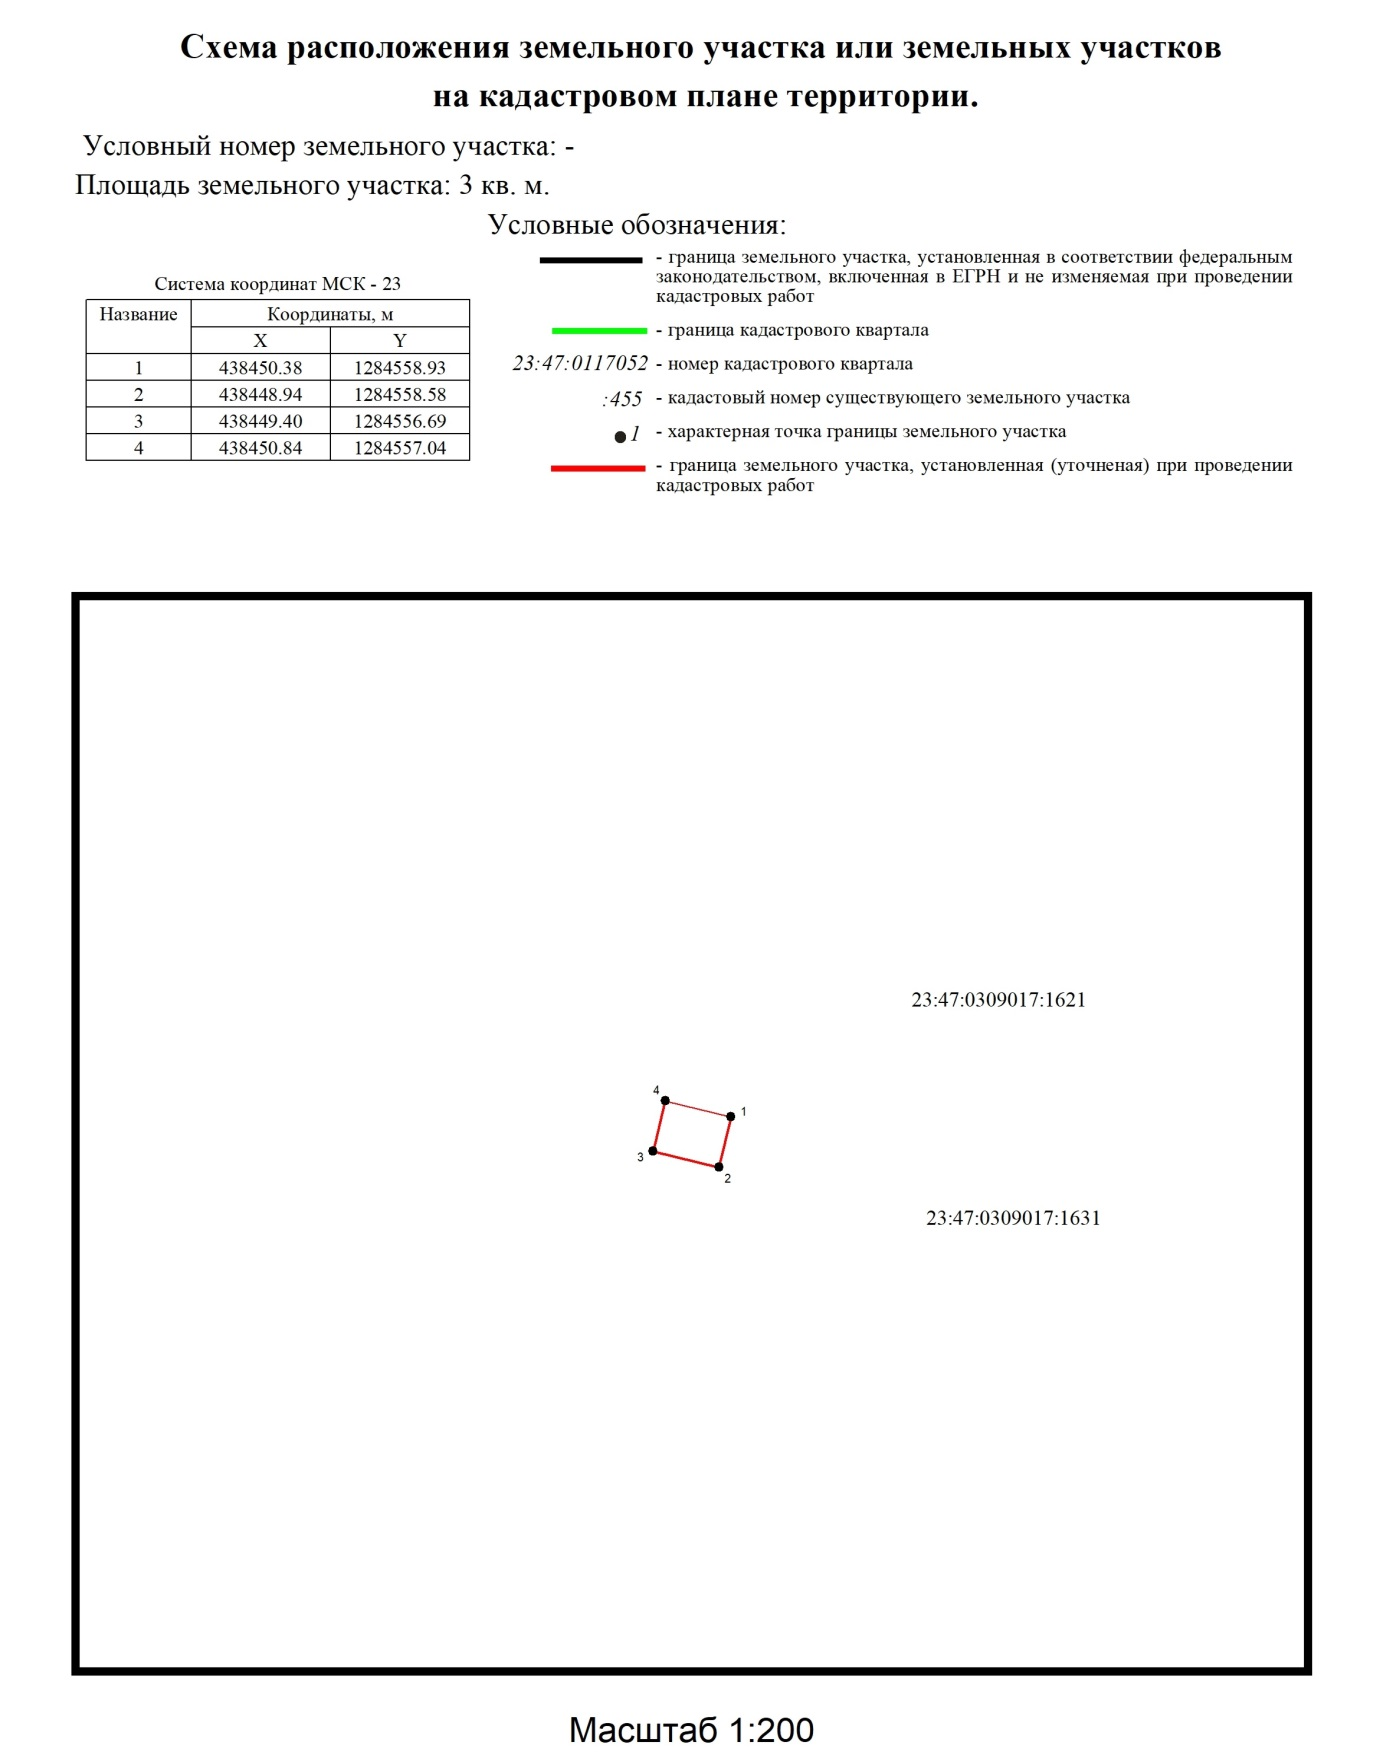 Схема расположения земельного участка или земельных участков
на кадастровом плане территории.
Условный номер земельного участка: -
Площадь земельного участка: 3 кв. м.
Условные обозначения:
Система координат МСК - 23
Название Координаты, м
X Y
1 438450.38 1284558.93
2 438448.94 1284558.58
3 438449.40 1284556.69
4 438450.84 1284557.04
- граница земельного участка, установленная в соответствии федеральным
законодательством, включенная в ЕГРН и не изменяемая при проведении
кадастровых работ
- граница кадастрового квартала
23:47:0117052 - номер кадастрового квартала
:455 - кадастовый номер существующего земельного участка
1 - характерная точка границы земельного участка
- граница земельного участка, установленная (уточненая) при проведении
кадастровых работ
23:47:0309017:1621
4
1
3
2
23:47:0309017:1631
Масштаб 1:200